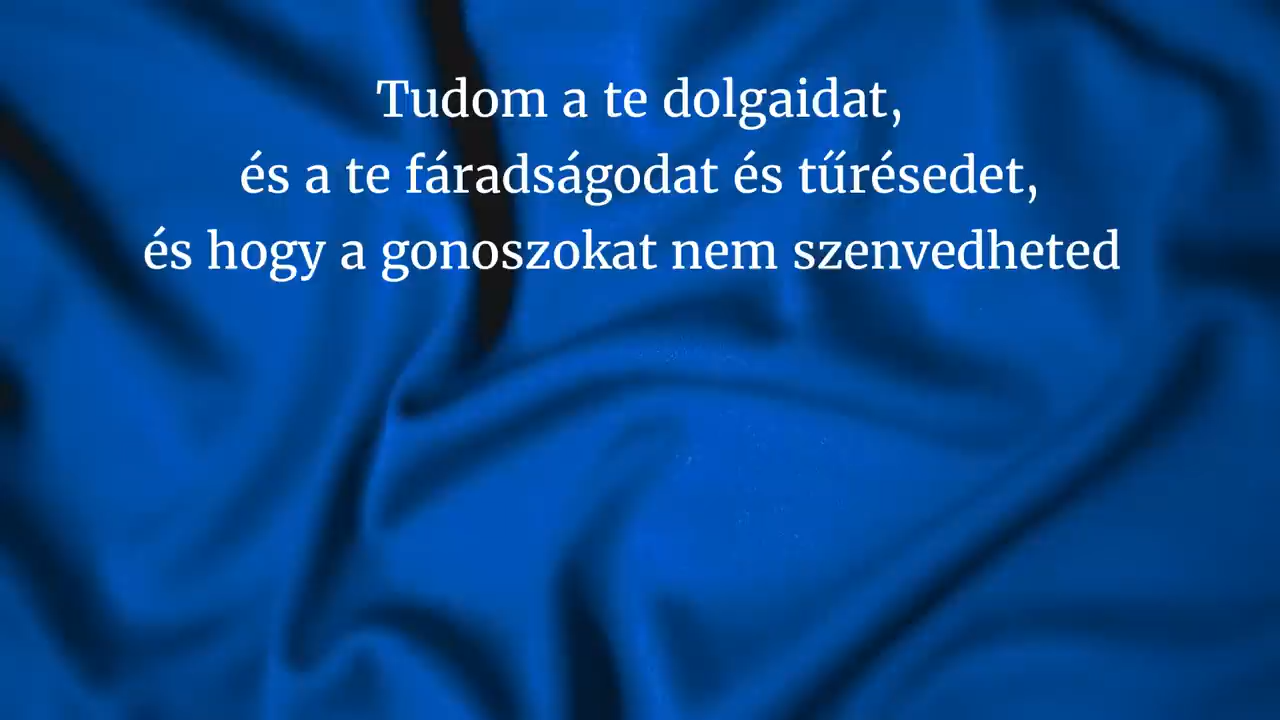 Tudom a te dolgaidat,
és a te fáradságodat és tűrésedet,
és hogy a gonoszokat nem szenvedheted